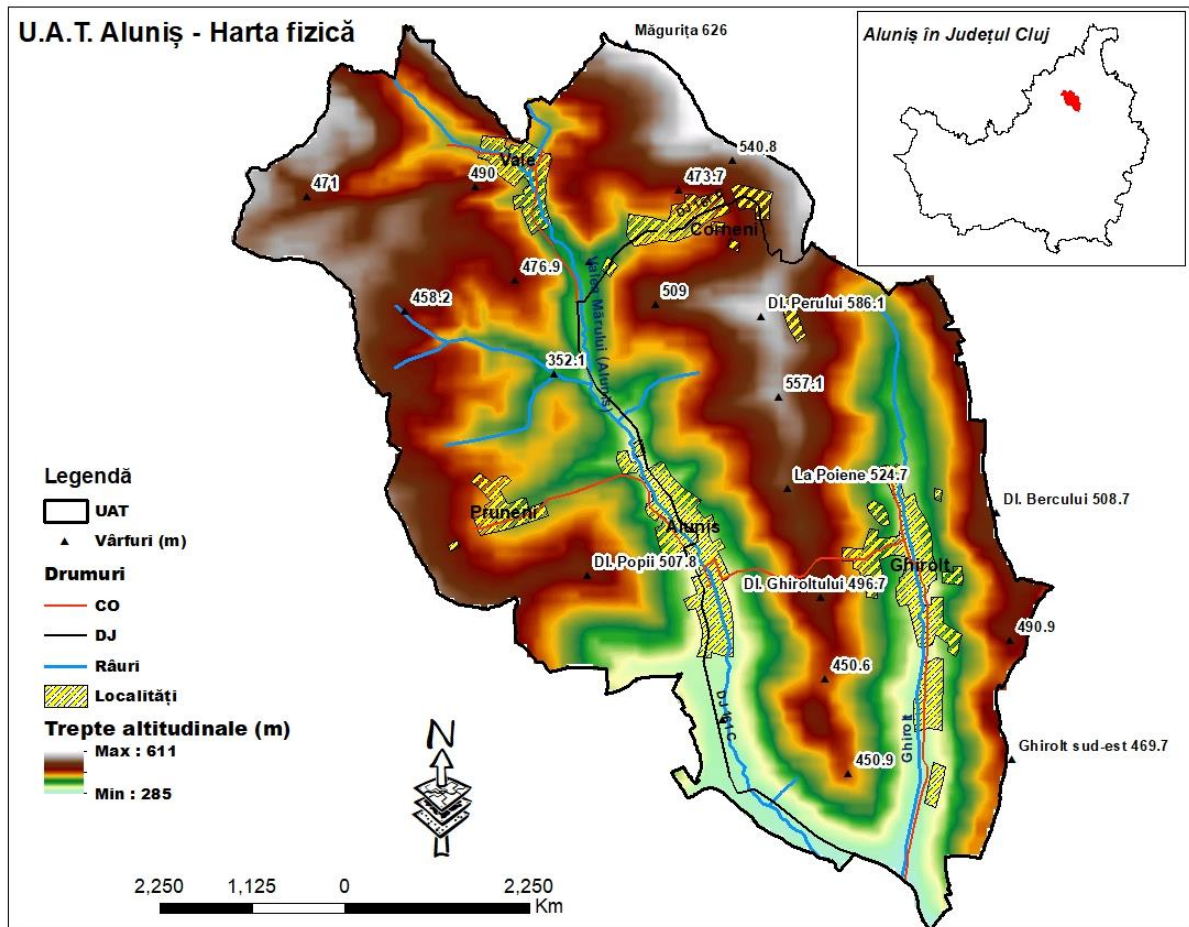 U.A.T. Aluniș - Harta fizică
Măgurița 626
Aluniș în Județul Cluj
540.8
Vale
490
473.7
471
DJ161
Corneni
476.9
Valea Mărului (Aluniș)
458.2
509
Dl. Perului 586.1
352.1
557.1
La Poiene 524.7
Dl. Bercului 508.7
Pruneni
Aluniș
Dl. Popii 507.8
Ghirolt
Dl. Ghiroltului 496.7
490.9
450.6
DJ161C
Ghirolt
Ghirolt sud-est 469.7
450.9
Legendă
UAT
Vârfuri (m)
Drumuri
CO
DJ
Râuri
Localități
Trepte altitudinale (m)
Max : 611
Min : 285
N
2,250 1,125 0 2,250
Km